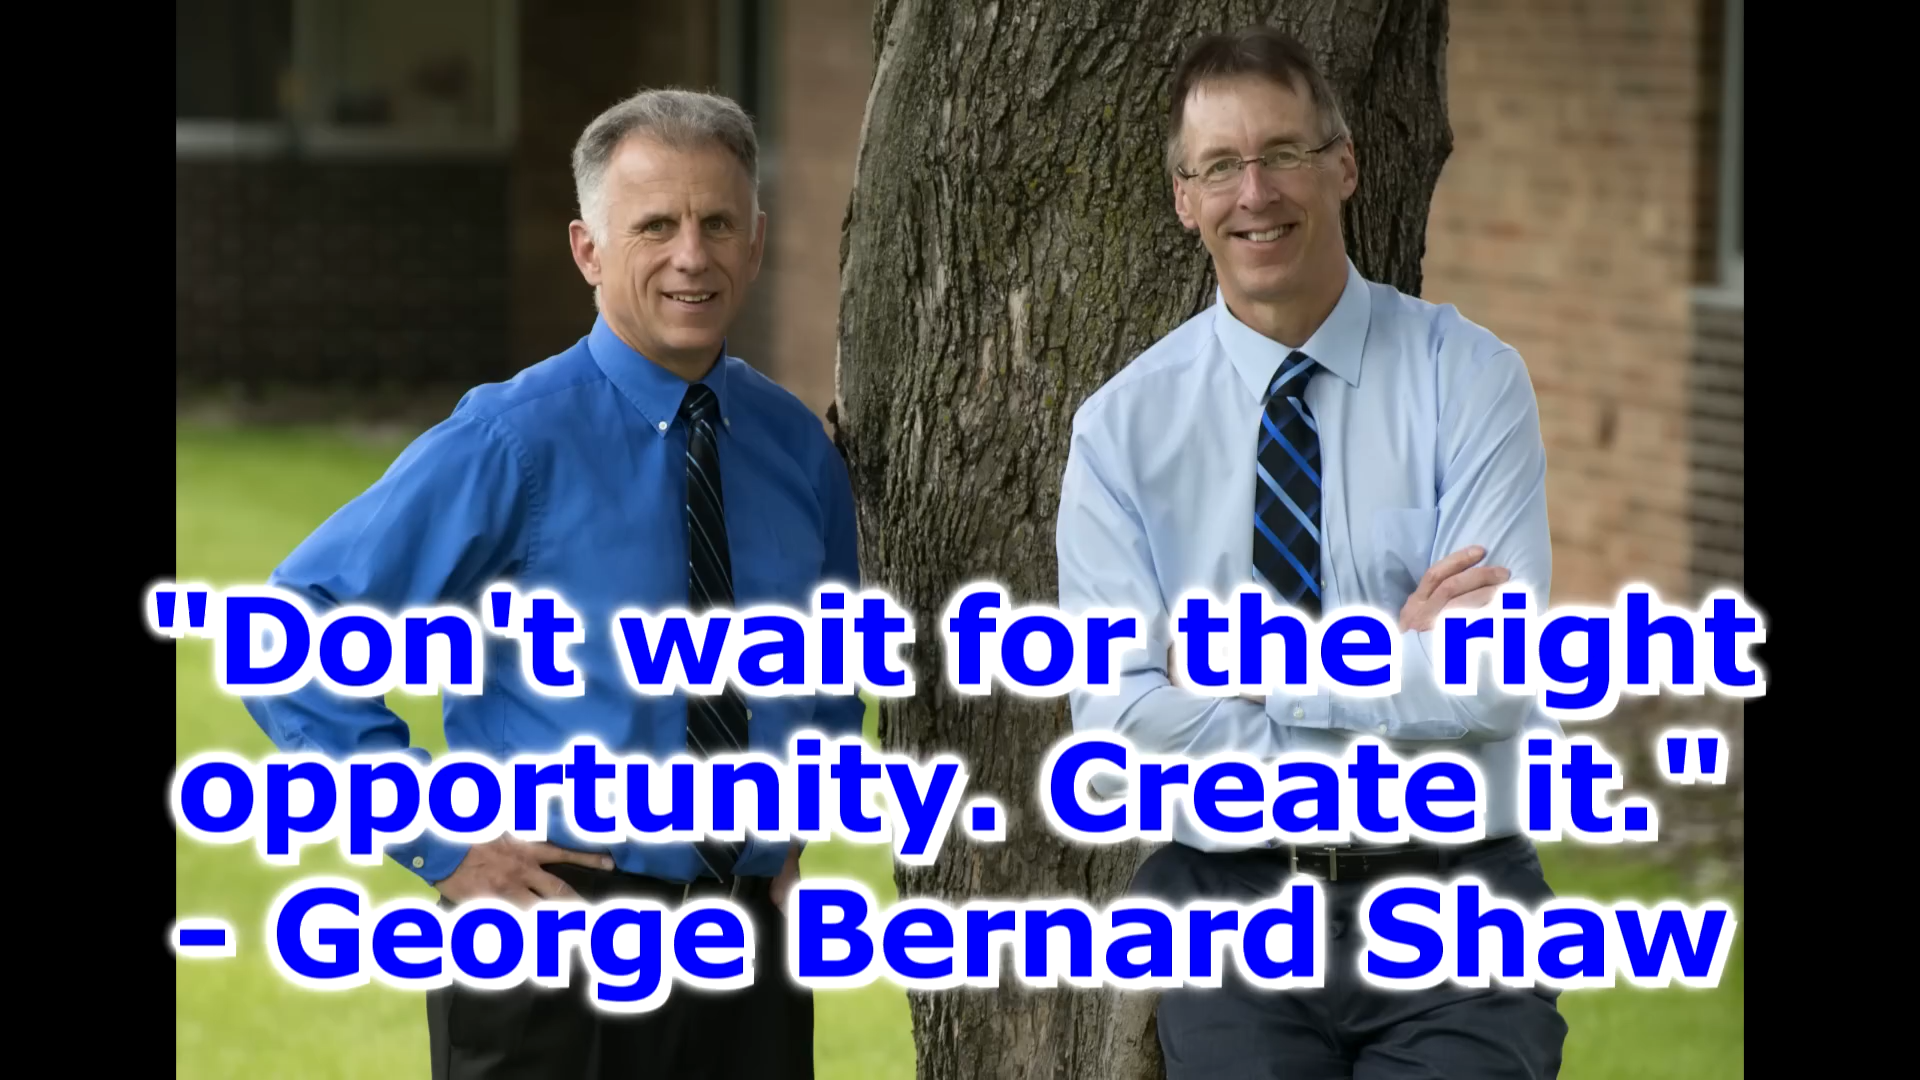 "Don't wait for the right
opportunity. Create it."
- George Bernard Shaw